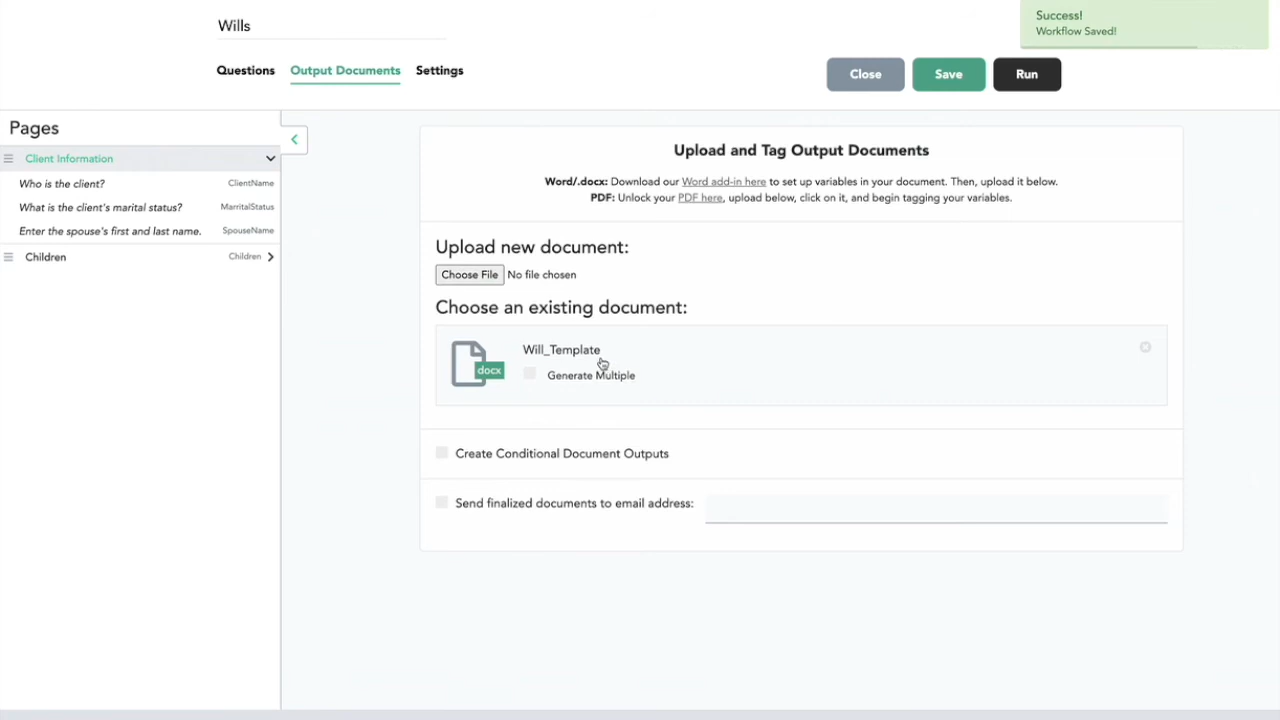 Wills
Success!
Workflow Saved!
Questions Output Documents Settings
Close Save Run
Pages
Client Information
Who is the client? ClientName
What is the client's marital status? MarritalStatus
Enter the spouse's first and last name. SpouseName
Children Children
Upload and Tag Output Documents
Word/.docx: Download our Word add-in here to set up variables in your document. Then, upload it below.
PDF: Unlock your PDF here, upload below, click on it, and begin tagging your variables.
Upload new document:
Choose File No file chosen
Choose an existing document:
docx
Will_Template
Generate Multiple
Create Conditional Document Outputs
Send finalized documents to email address: